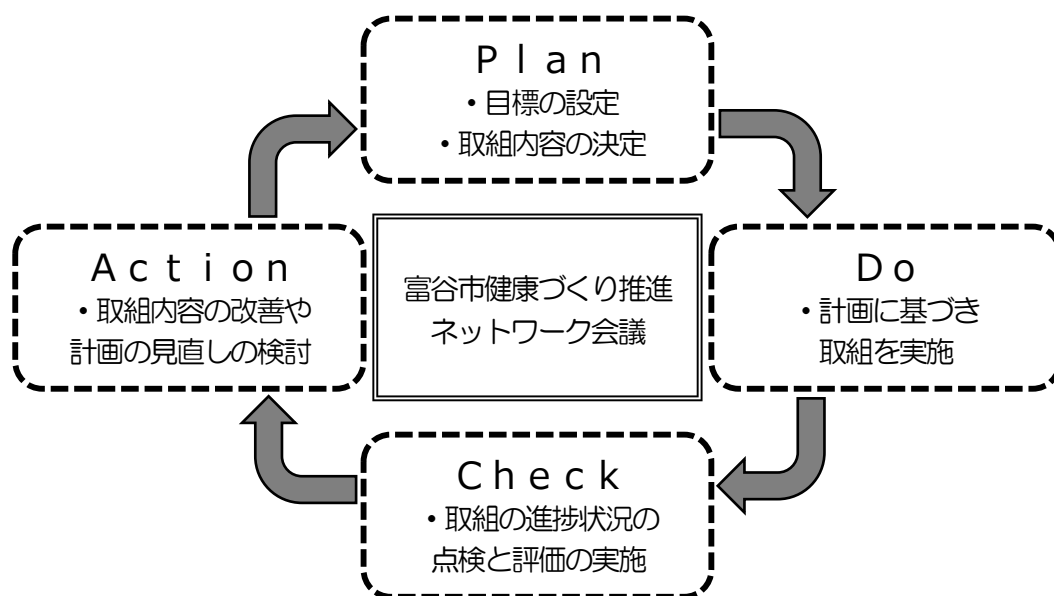 Plan
・目標の設定
・取組内容の決定
Action
・取組内容の改善や
計画の見直しの検討
富谷市健康づくり推進
ネットワーク会議
Do
・計画に基づき
取組を実施
Check
・取組の進捗状況の
点検と評価の実施